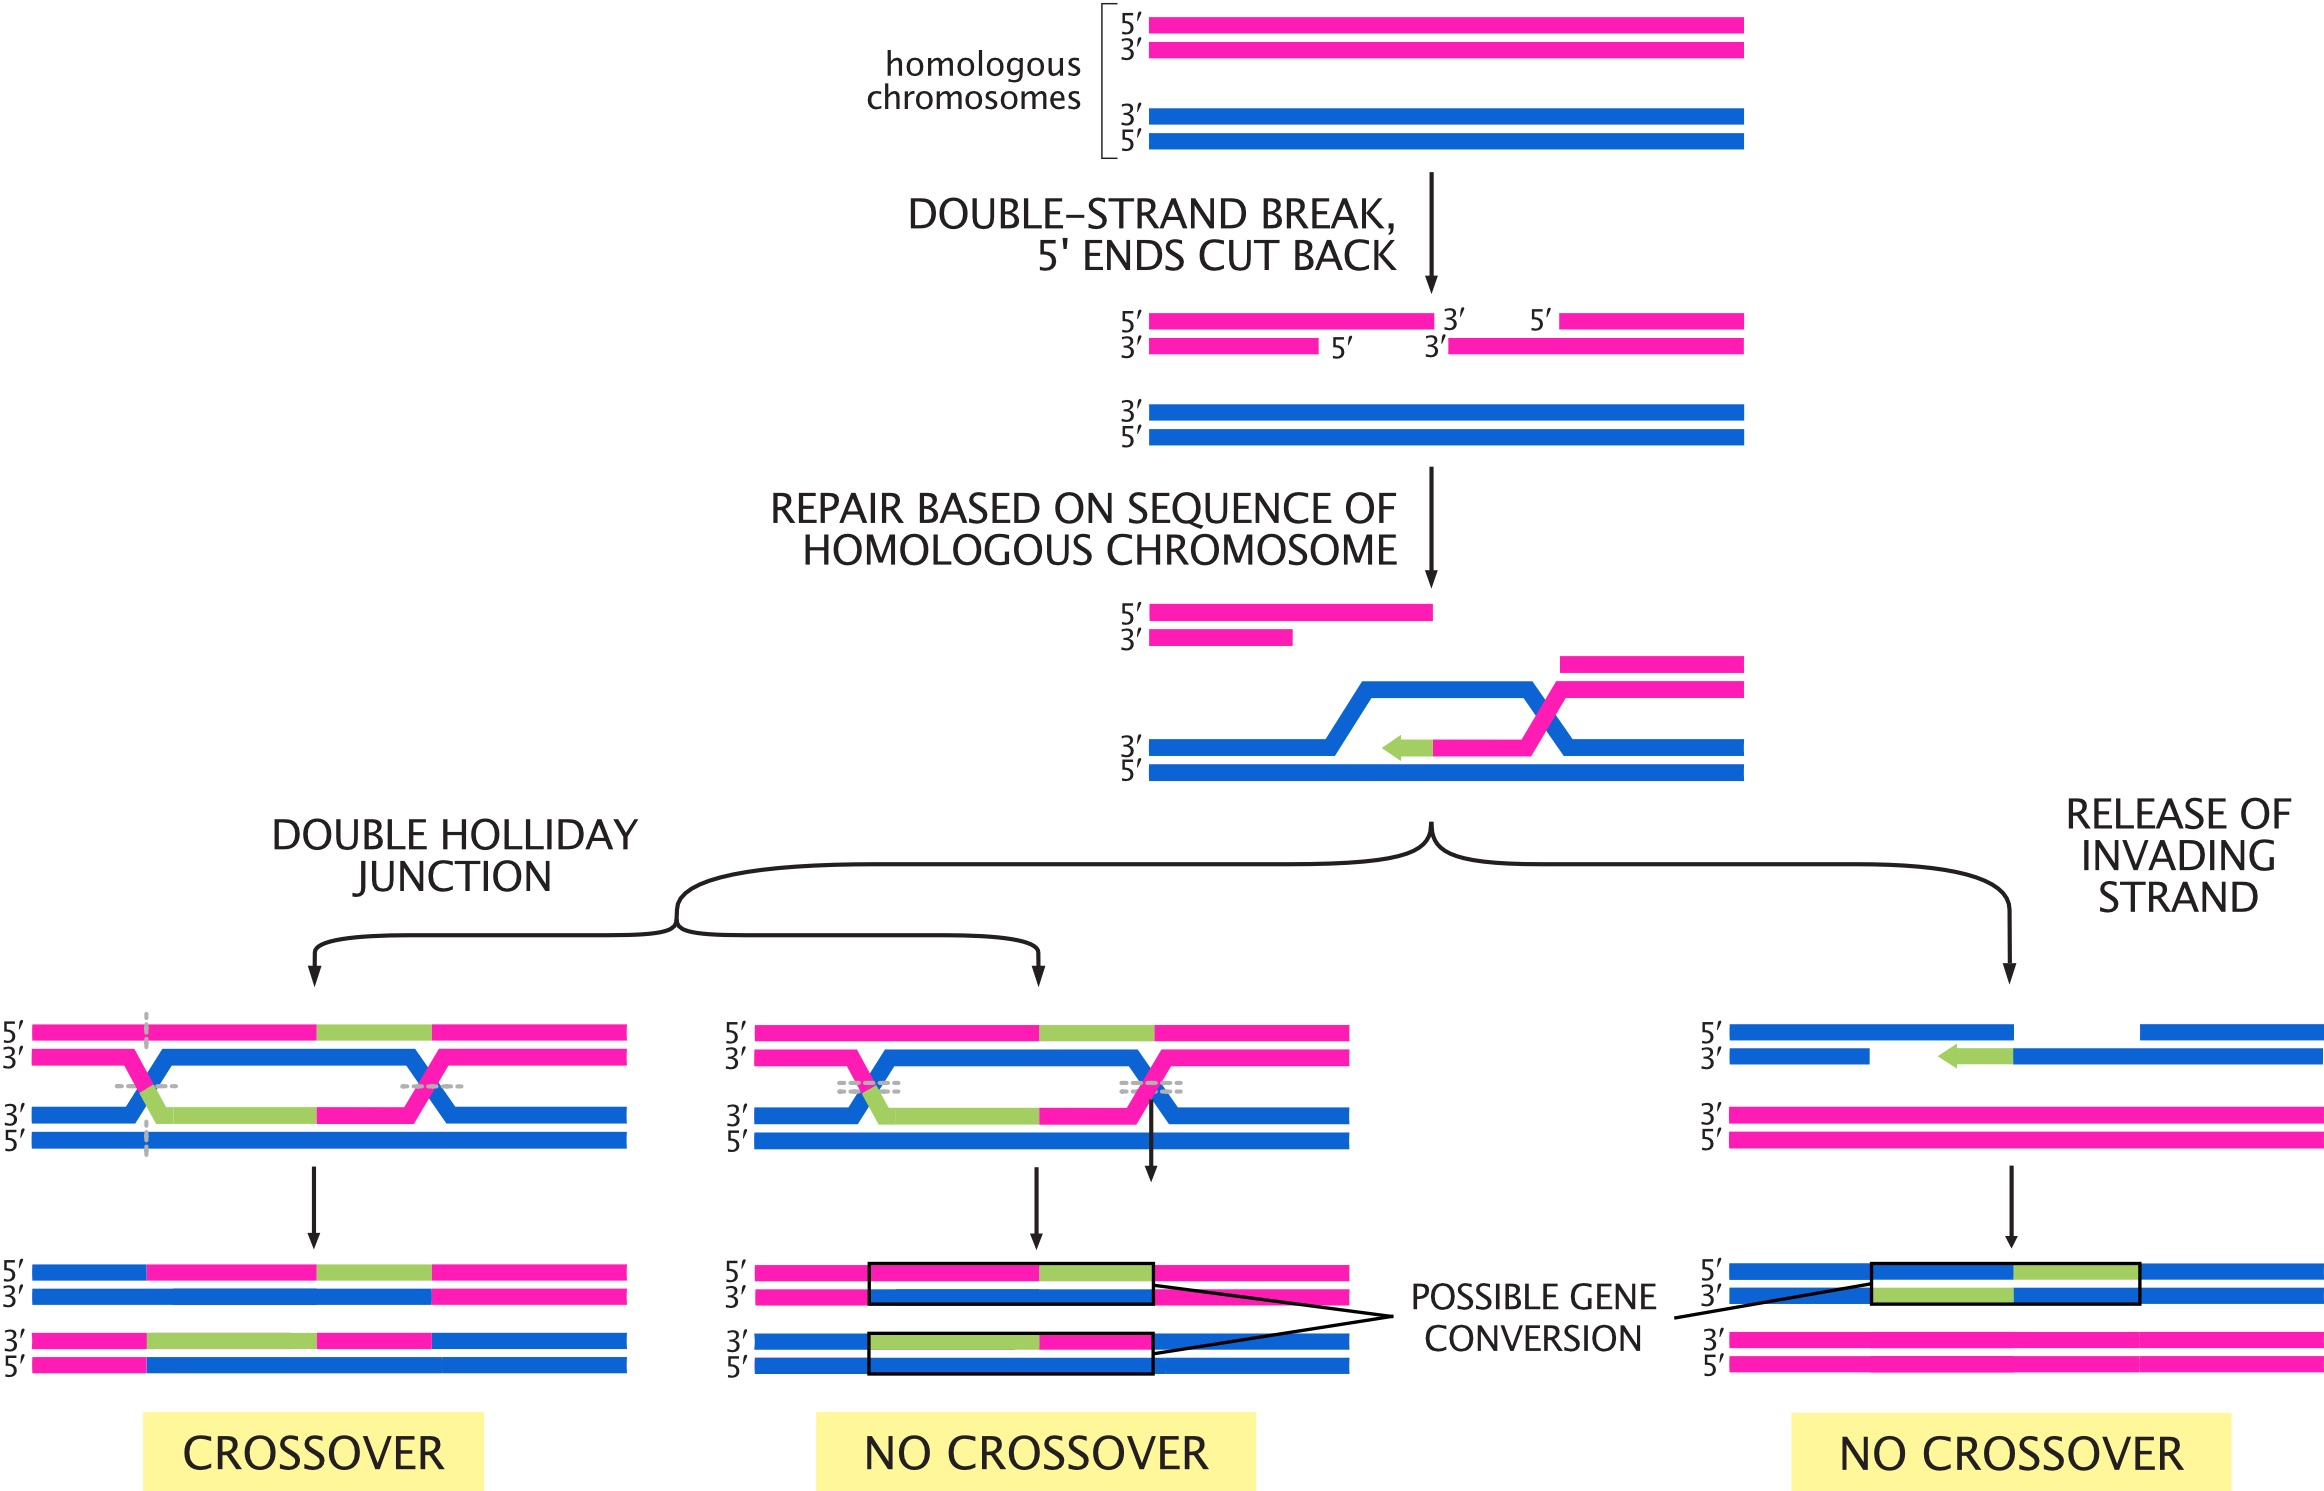 5′
3′
homologous
chromosomes
3′
5′
DOUBLE–STRAND BREAK,
5' ENDS CUT BACK
5′ 3′ 5′
3′ 5′ 3′
3′
5′
REPAIR BASED ON SEQUENCE OF
HOMOLOGOUS CHROMOSOME
5′
3′
3′
5′
DOUBLE HOLLIDAY
JUNCTION
RELEASE OF
INVADING
STRAND
5′
3′
3′
5′
5′
3′
3′
5′
5′
3′
3′
5′
5′
3′
3′
5′
5′
3′
3′
5′
POSSIBLE GENE
CONVERSION
5′
3′
3′
5′
CROSSOVER
NO CROSSOVER
NO CROSSOVER